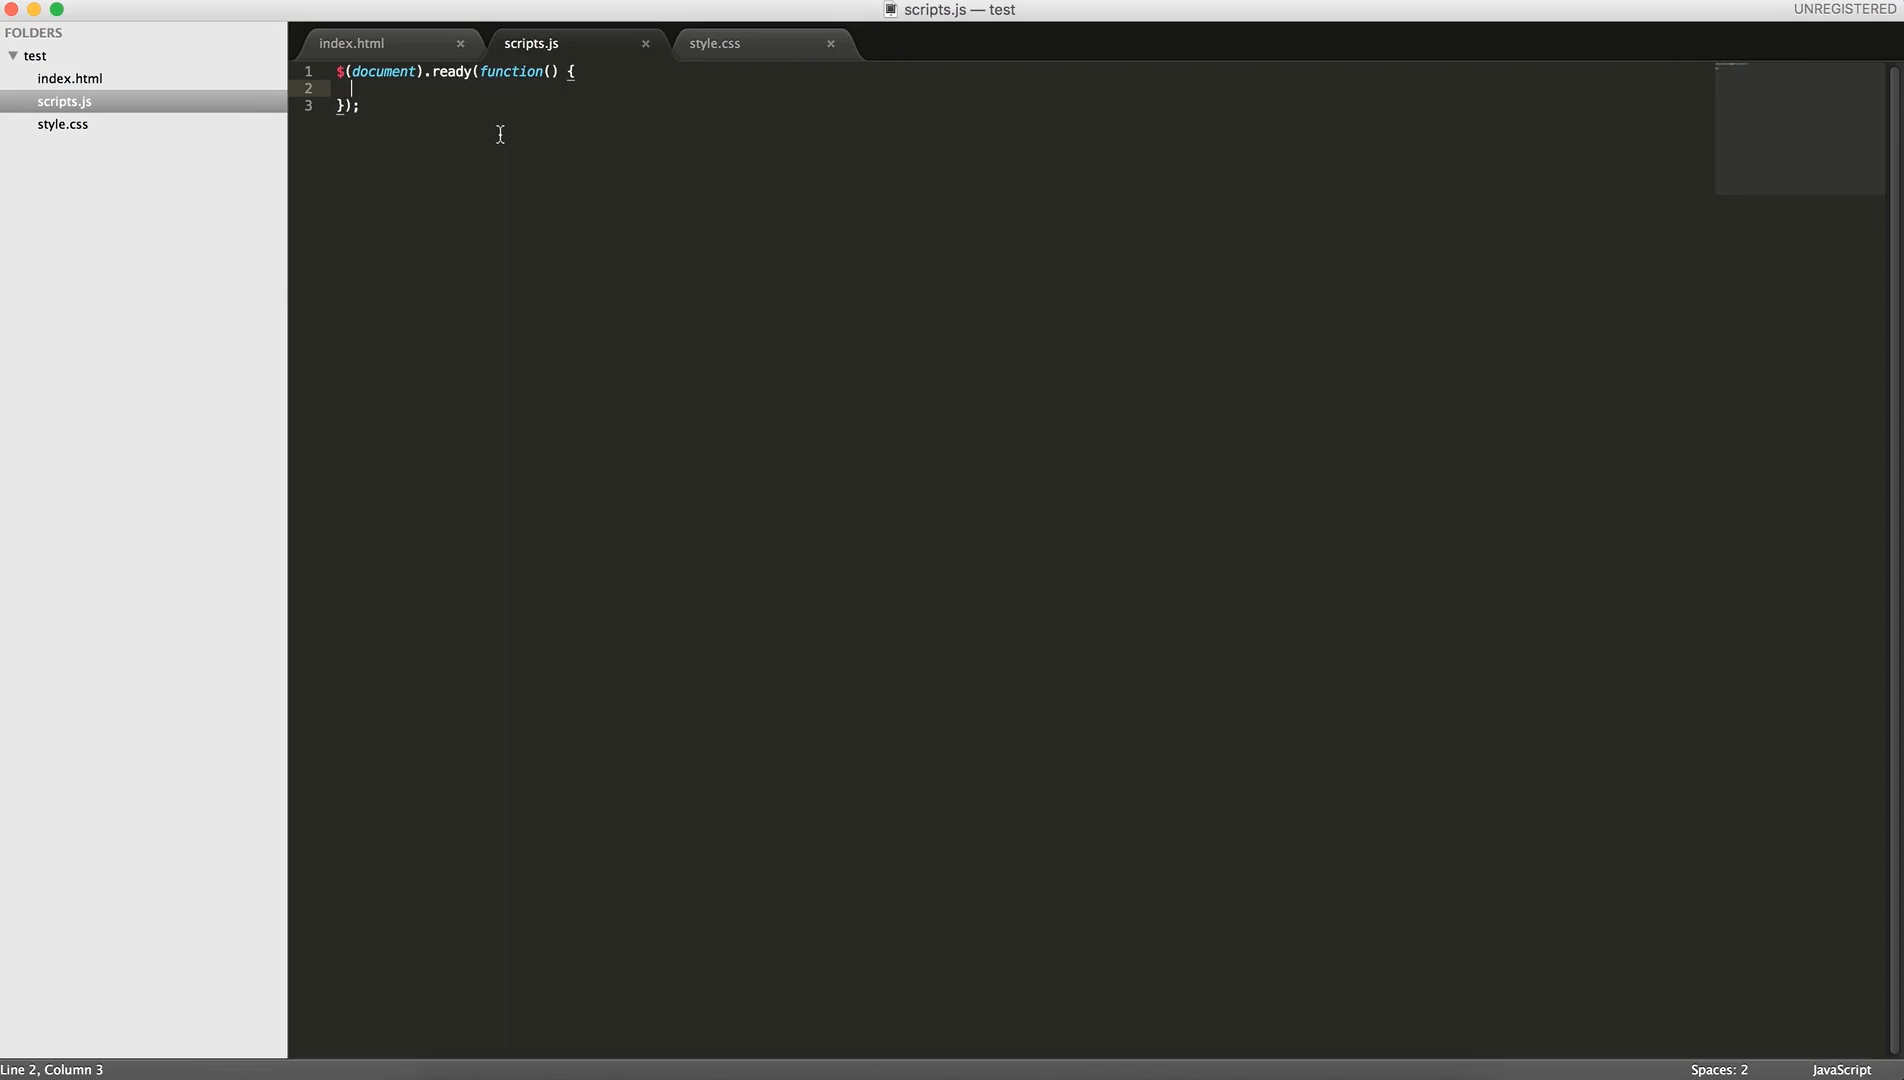 scripts.js — test
UNREGISTERED
FOLDERS
test
index.html
scripts.js
style.css
index.html × scripts.js × style.css ×
1 $(document).ready(function() {
2
3 });
Line 2, Column 3
Spaces: 2
JavaScript